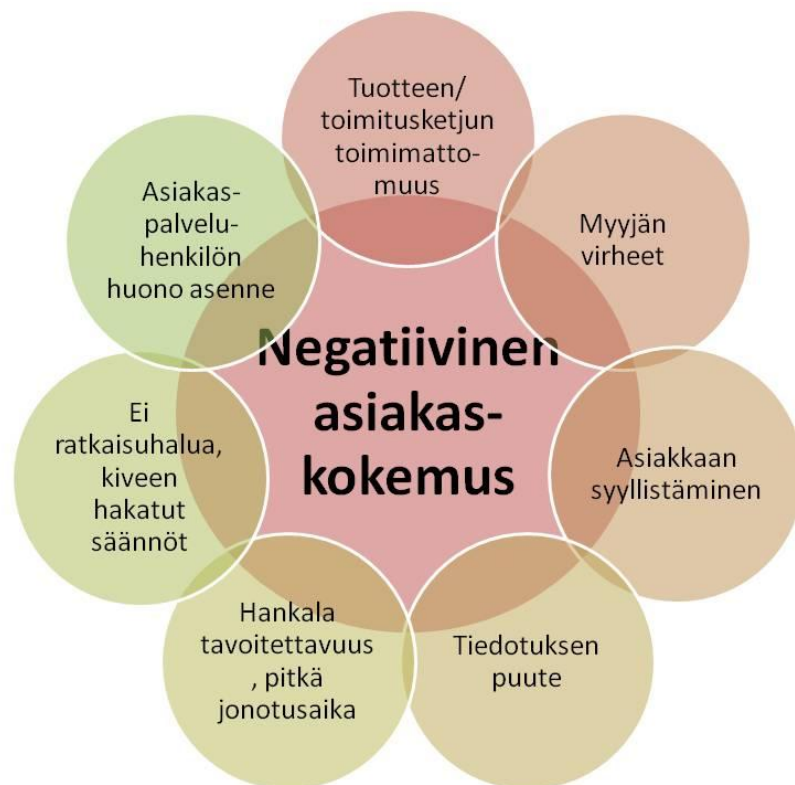 Tuotteen/
toimitusketjun
toimimatto-
muus
Myyjän
virheet
Asiakkaan
syyllistäminen
Tiedotuksen
puute
Hankala
tavoitettavuus
, pitkä
jonotusaika
Ei
ratkaisuhalua,
kiveen
hakatut
säännöt
Asiakas-
palvelu-
henkilön
huono asenne
Negatiivinen
asiakas-
kokemus